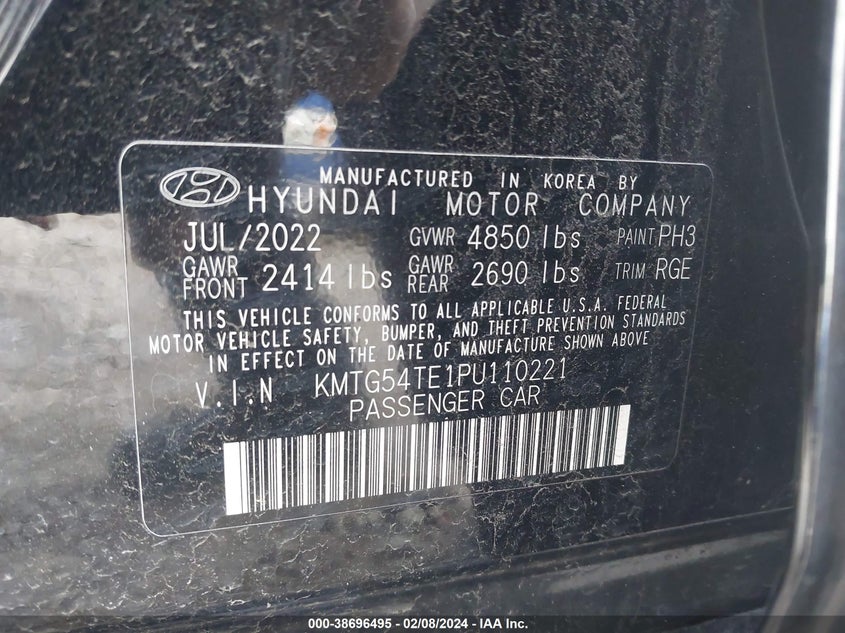 MANUFACTURED IN KOREA BY
HYUNDAI MOTOR COMPANY
JUL/2022 GVWR 4850 lbs PAINT PH3
GAWR FRONT 2414 lbs GAWR REAR 2690 lbs TRIM RGE
THIS VEHICLE CONFORMS TO ALL APPLICABLE U.S.A. FEDERAL
MOTOR VEHICLE SAFETY, BUMPER, AND THEFT PREVENTION STANDARDS
IN EFFECT ON THE DATE OF MANUFACTURE SHOWN ABOVE
V.I.N KMTG54TE1PU110221
PASSENGER CAR
000-38696495 - 02/08/2024 - IAA Inc.